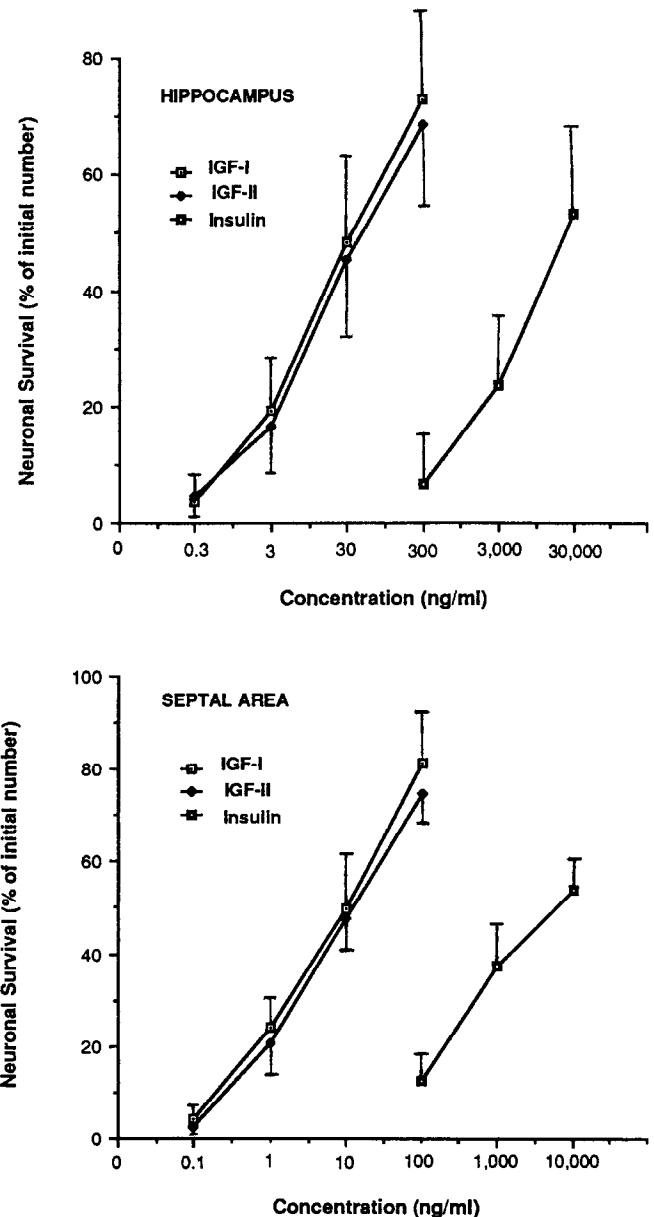 Neuronal Survival (% of initial number)
80
60
40
20
0
HIPPOCAMPUS
IGF-I
IGF-II
Insulin
0 0.3 3 30 300 3,000 30,000
Concentration (ng/ml)
Neuronal Survival (% of initial number)
100
80
60
40
20
0
SEPTAL AREA
IGF-I
IGF-II
Insulin
0 0.1 1 10 100 1,000 10,000
Concentration (ng/ml)